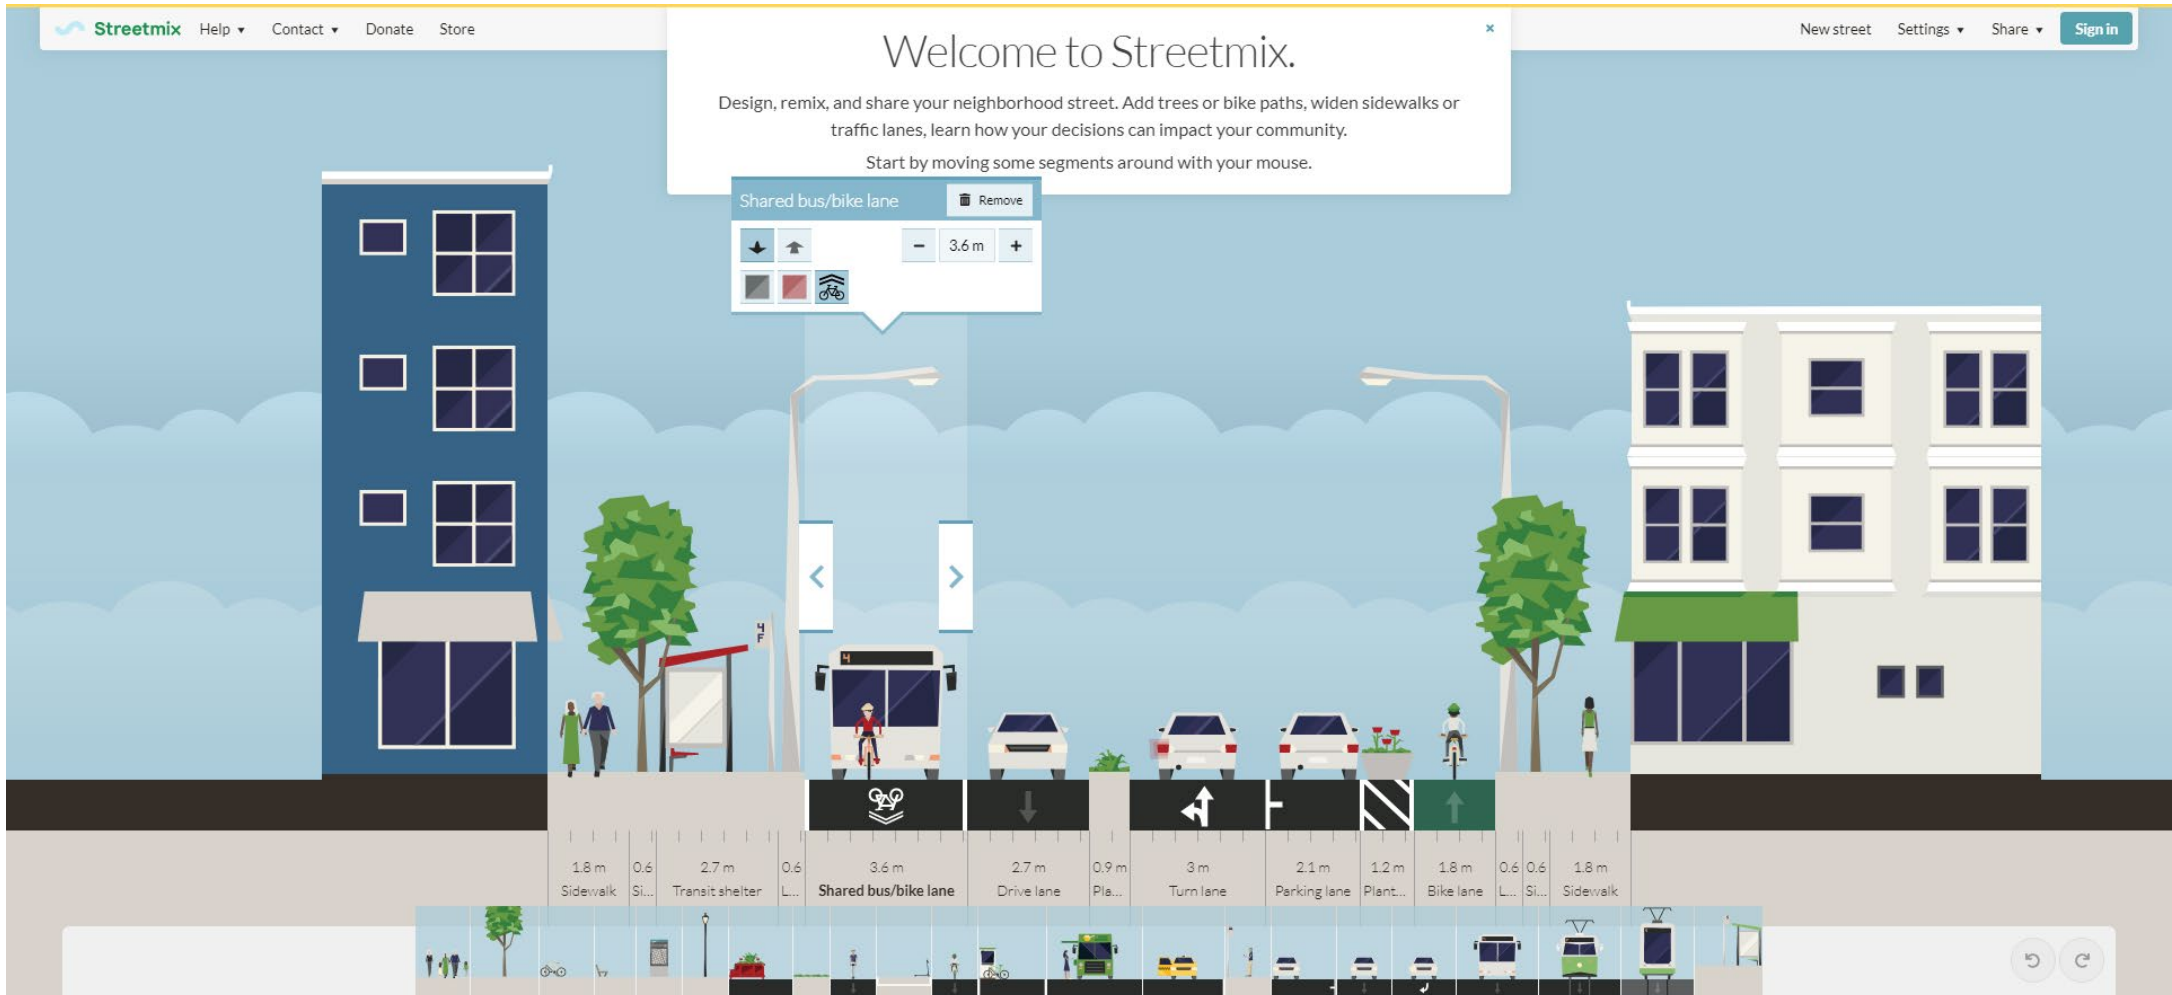 Streetmix Help ▾ Contact ▾ Donate Store
New street Settings ▾ Share ▾ Sign in
×
Welcome to Streetmix.
Design, remix, and share your neighborhood street. Add trees or bike paths, widen sidewalks or
traffic lanes, learn how your decisions can impact your community.
Start by moving some segments around with your mouse.
Shared bus/bike lane Remove
− 3.6 m +
4
F
4
1.8 m 0.6 2.7 m 0.6 3.6 m 2.7 m 0.9 m 3 m 2.1 m 1.2 m 1.8 m 0.6 0.6 1.8 m
Sidewalk Si... Transit shelter L... Shared bus/bike lane Drive lane Pla... Turn lane Parking lane Plant... Bike lane L... Si... Sidewalk